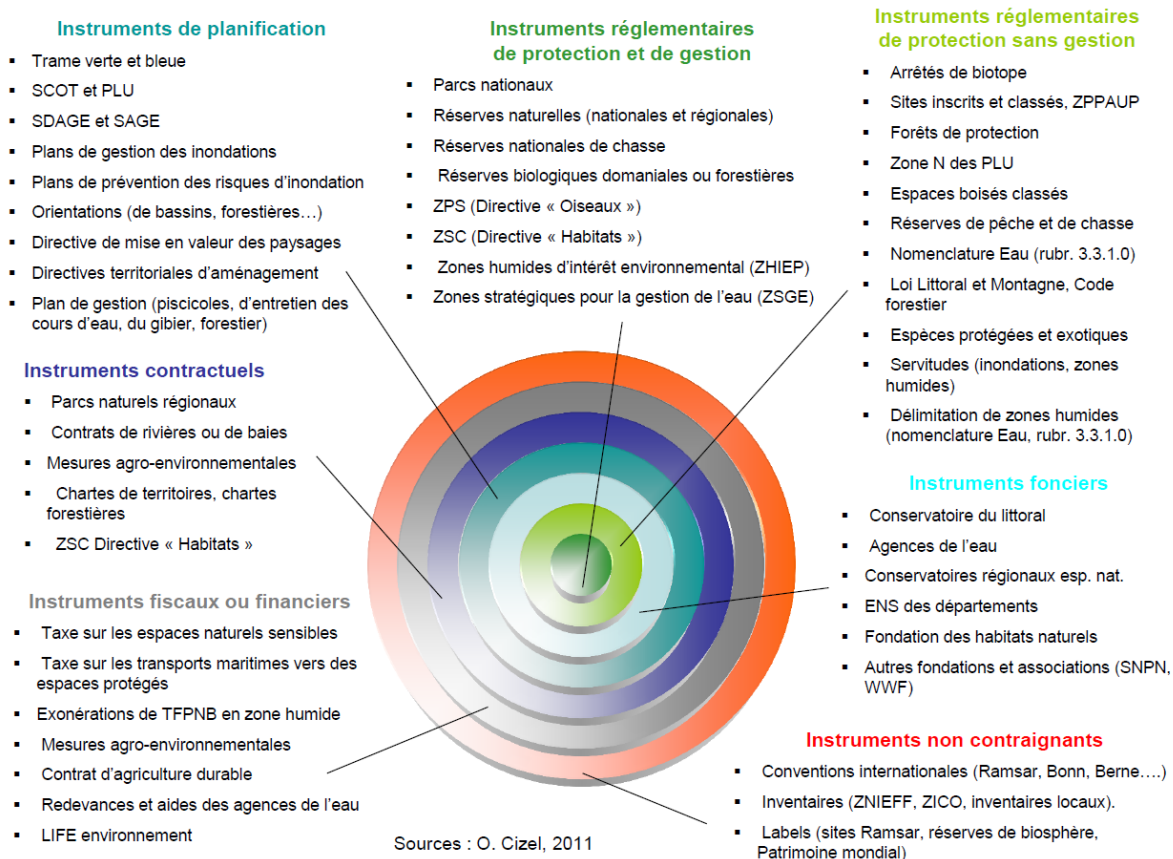 Instruments de planification
▪ Trame verte et bleue
▪ SCOT et PLU
▪ SDAGE et SAGE
▪ Plans de gestion des inondations
▪ Plans de prévention des risques d'inondation
▪ Orientations (de bassins, forestières…)
▪ Directive de mise en valeur des paysages
▪ Directives territoriales d'aménagement
▪ Plan de gestion (piscicoles, d'entretien des
cours d'eau, du gibier, forestier)
Instruments contractuels
▪ Parcs naturels régionaux
▪ Contrats de rivières ou de baies
▪ Mesures agro-environnementales
▪ Chartes de territoires, chartes
forestières
▪ ZSC Directive « Habitats »
Instruments fiscaux ou financiers
▪ Taxe sur les espaces naturels sensibles
▪ Taxe sur les transports maritimes vers des
espaces protégés
▪ Exonérations de TFPNB en zone humide
▪ Mesures agro-environnementales
▪ Contrat d'agriculture durable
▪ Redevances et aides des agences de l'eau
▪ LIFE environnement
Instruments réglementaires
de protection et de gestion
▪ Parcs nationaux
▪ Réserves naturelles (nationales et régionales)
▪ Réserves nationales de chasse
▪ Réserves biologiques domaniales ou forestières
▪ ZPS (Directive « Oiseaux »)
▪ ZSC (Directive « Habitats »)
▪ Zones humides d'intérêt environnemental (ZHIEP)
▪ Zones stratégiques pour la gestion de l'eau (ZSGE)
Instruments réglementaires
de protection sans gestion
▪ Arrêtés de biotope
▪ Sites inscrits et classés, ZPPAUP
▪ Forêts de protection
▪ Zone N des PLU
▪ Espaces boisés classés
▪ Réserves de pêche et de chasse
▪ Nomenclature Eau (rubr. 3.3.1.0)
▪ Loi Littoral et Montagne, Code
forestier
▪ Espèces protégées et exotiques
▪ Servitudes (inondations, zones
humides)
▪ Délimitation de zones humides
(nomenclature Eau, rubr. 3.3.1.0)
Instruments fonciers
▪ Conservatoire du littoral
▪ Agences de l'eau
▪ Conservatoires régionaux esp. nat.
▪ ENS des départements
▪ Fondation des habitats naturels
▪ Autres fondations et associations (SNPN,
WWF)
Instruments non contraignants
▪ Conventions internationales (Ramsar, Bonn, Berne….)
▪ Inventaires (ZNIEFF, ZICO, inventaires locaux).
▪ Labels (sites Ramsar, réserves de biosphère,
Patrimoine mondial)
Sources : O. Cizel, 2011